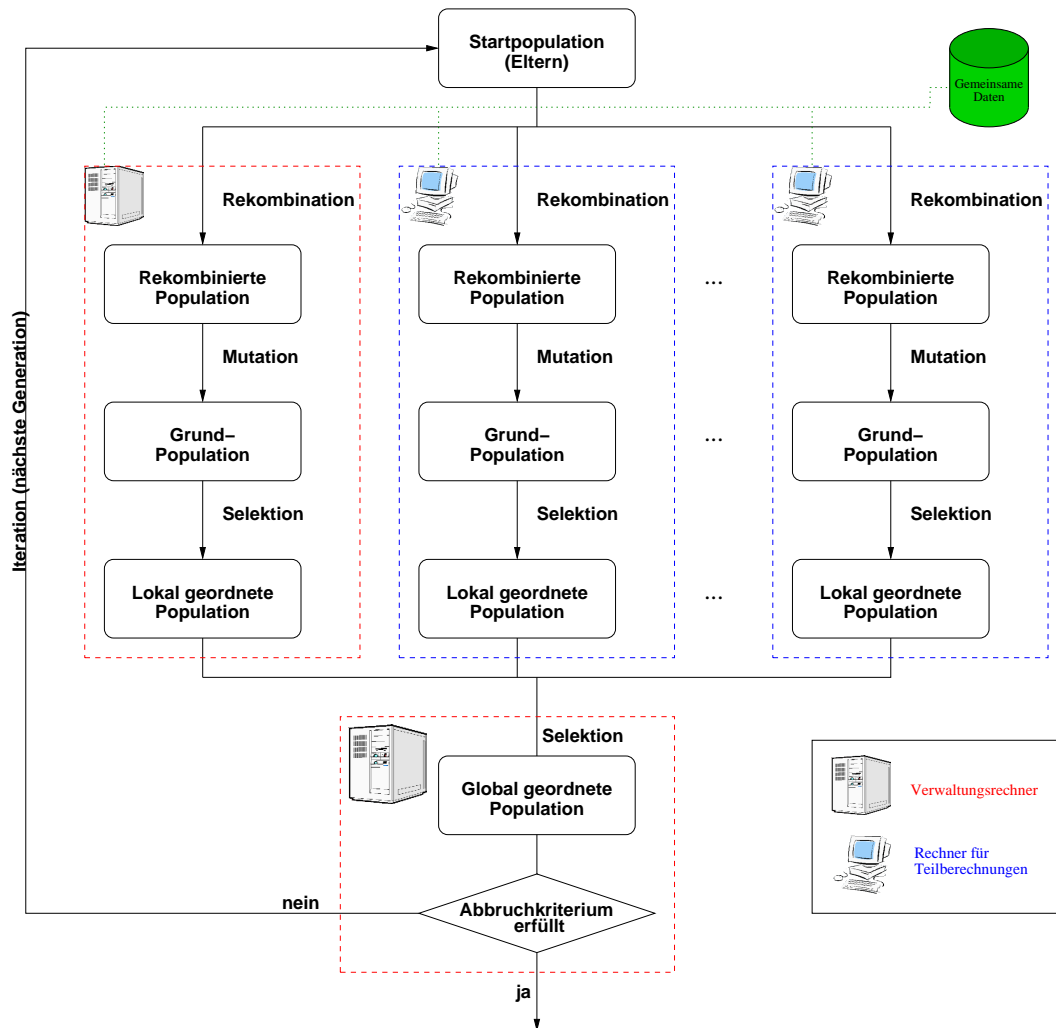 Startpopulation
(Eltern)
Gemeinsame
Daten
Rekombination
Rekombination
Rekombination
Rekombinierte
Population
Rekombinierte
Population
...
Rekombinierte
Population
Mutation
Mutation
Mutation
Grund–
Population
Grund–
Population
...
Grund–
Population
Selektion
Selektion
Selektion
Lokal geordnete
Population
Lokal geordnete
Population
...
Lokal geordnete
Population
Iteration (nächste Generation)
Selektion
Global geordnete
Population
nein
Abbruchkriterium
erfüllt
ja
Verwaltungsrechner
Rechner für
Teilberechnungen